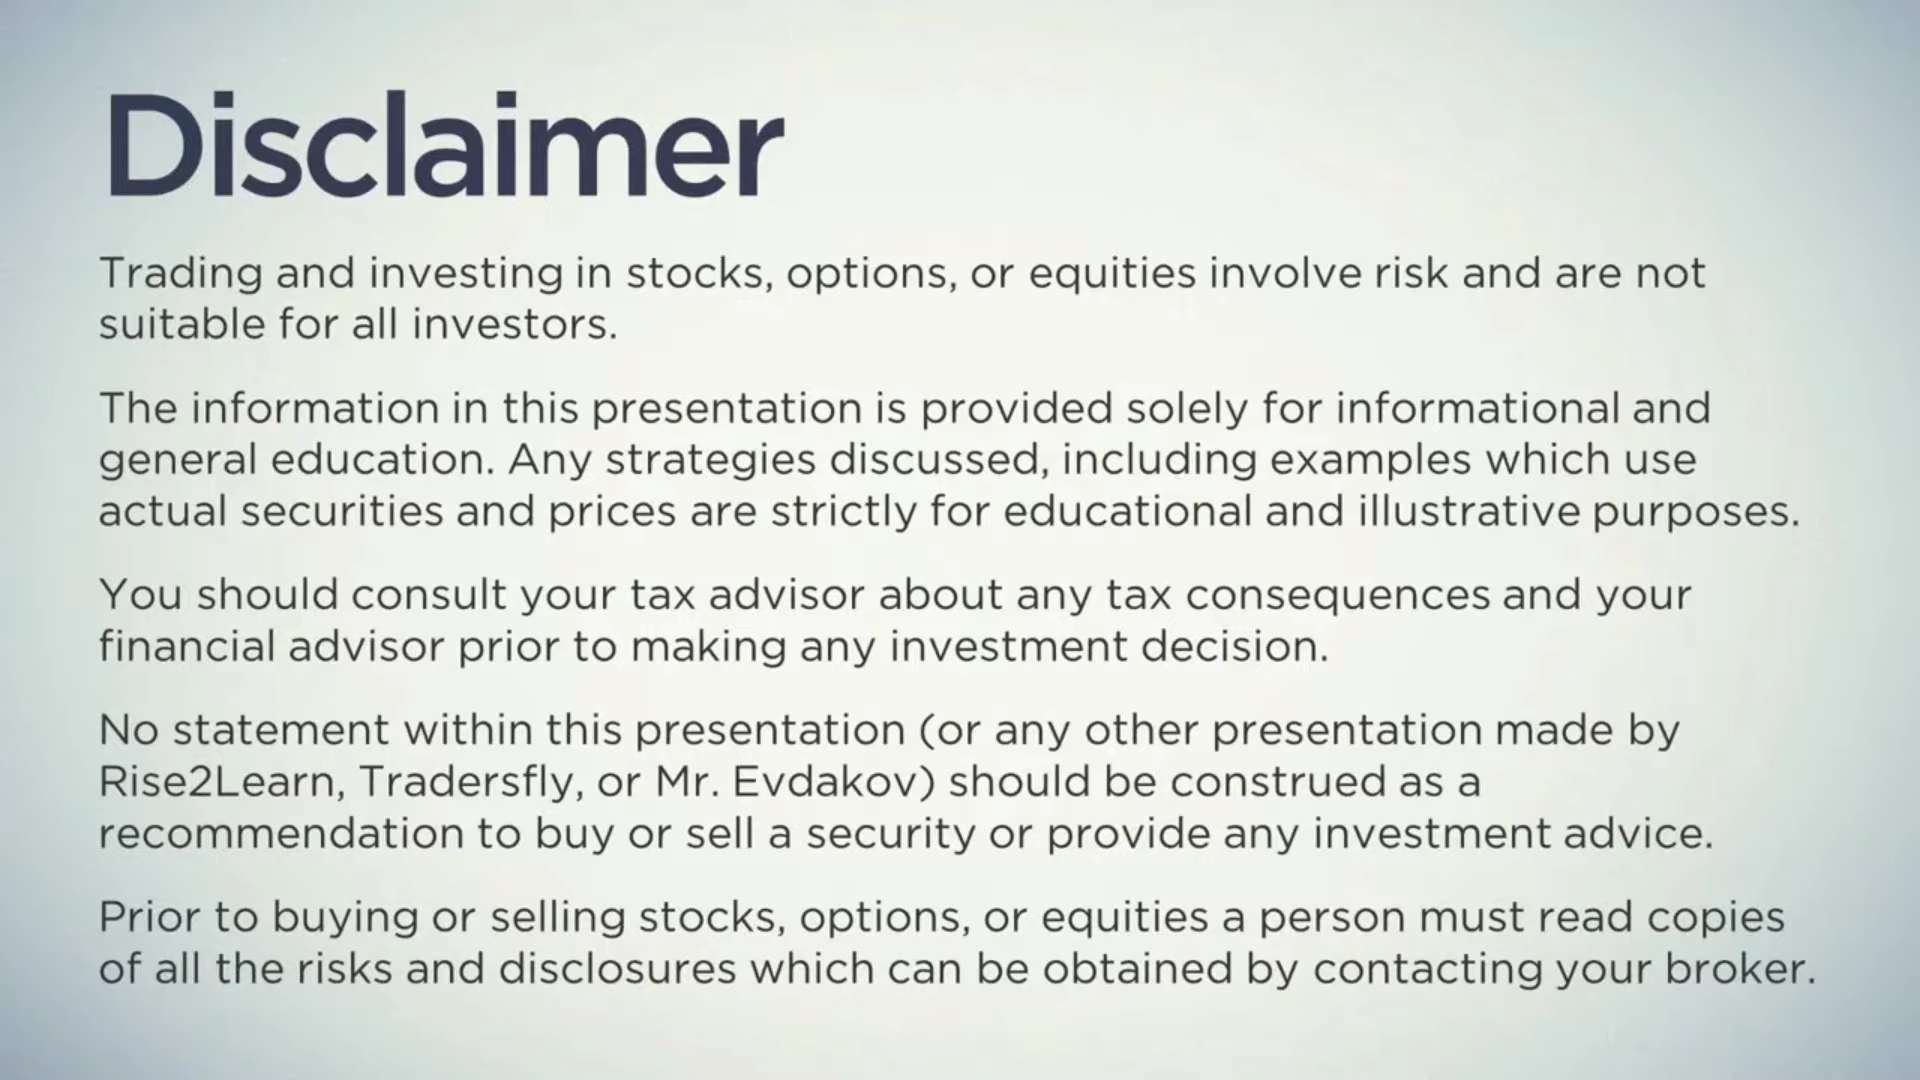 Disclaimer
Trading and investing in stocks, options, or equities involve risk and are not
suitable for all investors.
The information in this presentation is provided solely for informational and
general education. Any strategies discussed, including examples which use
actual securities and prices are strictly for educational and illustrative purposes.
You should consult your tax advisor about any tax consequences and your
financial advisor prior to making any investment decision.
No statement within this presentation (or any other presentation made by
Rise2Learn, Tradersfly, or Mr. Evdakov) should be construed as a
recommendation to buy or sell a security or provide any investment advice.
Prior to buying or selling stocks, options, or equities a person must read copies
of all the risks and disclosures which can be obtained by contacting your broker.